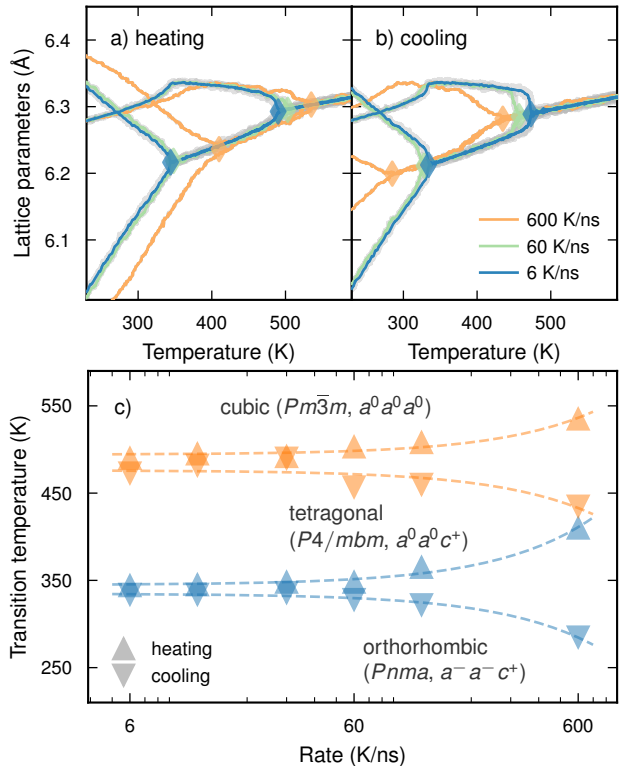 a) heating
b) cooling
6.4
6.3
6.2
6.1
Lattice parameters (Å)
600 K/ns
60 K/ns
6 K/ns
300
400
500
300
400
500
Temperature (K)
Temperature (K)
c)
cubic (Pm3̅m, a⁰a⁰a⁰)
550
450
350
250
Transition temperature (K)
tetragonal
(P4/mbm, a⁰a⁰c⁺)
orthorhombic
(Pnma, a⁻a⁻c⁺)
heating
cooling
6
60
600
Rate (K/ns)